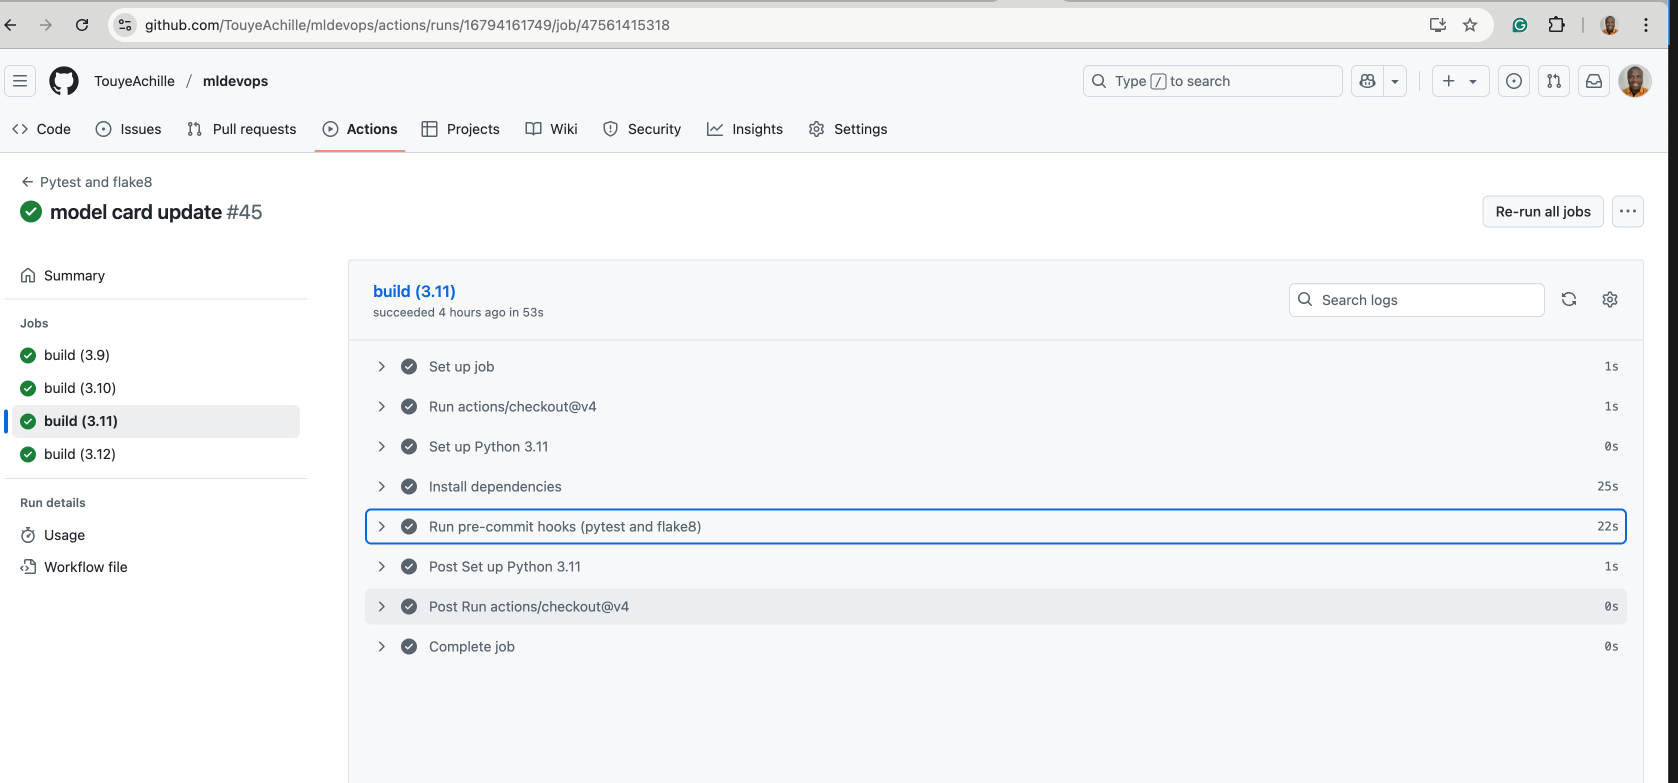 github.com/TouyeAchille/mldevops/actions/runs/16794161749/job/47561415318
TouyeAchille / mldevops
Type / to search
Code Issues Pull requests Actions Projects Wiki Security Insights Settings
Pytest and flake8
model card update #45
Re-run all jobs
Summary
Jobs
build (3.9)
build (3.10)
build (3.11)
build (3.12)
Run details
Usage
Workflow file
build (3.11)
succeeded 4 hours ago in 53s
Search logs
Set up job 1s
Run actions/checkout@v4 1s
Set up Python 3.11 0s
Install dependencies 25s
Run pre-commit hooks (pytest and flake8) 22s
Post Set up Python 3.11 1s
Post Run actions/checkout@v4 0s
Complete job 0s